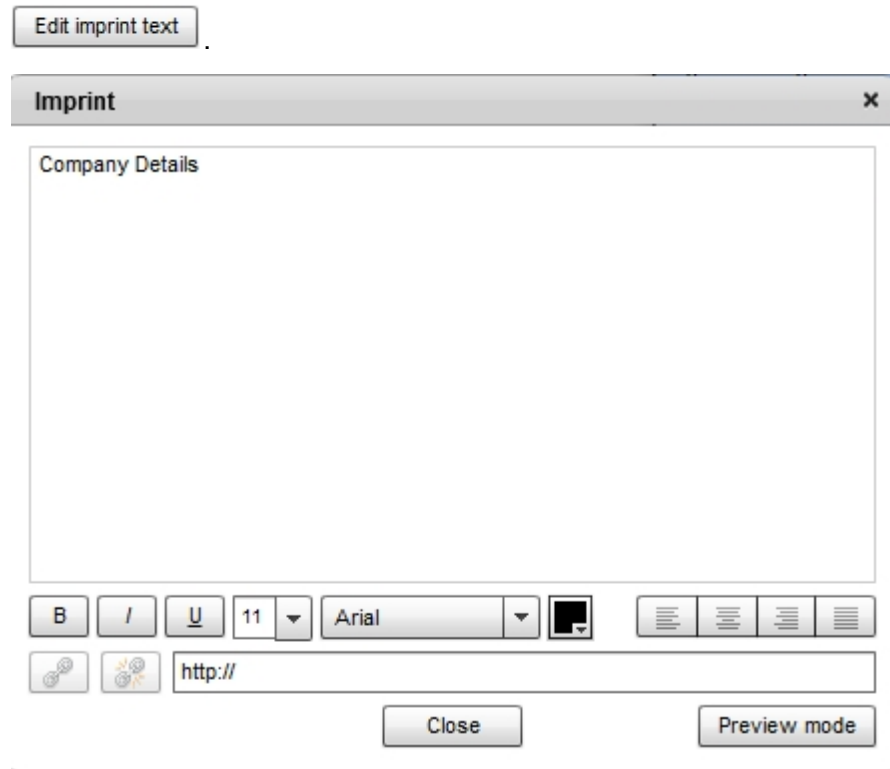 Edit imprint text .
Imprint x
Company Details
B I U 11 Arial
http://
Close Preview mode